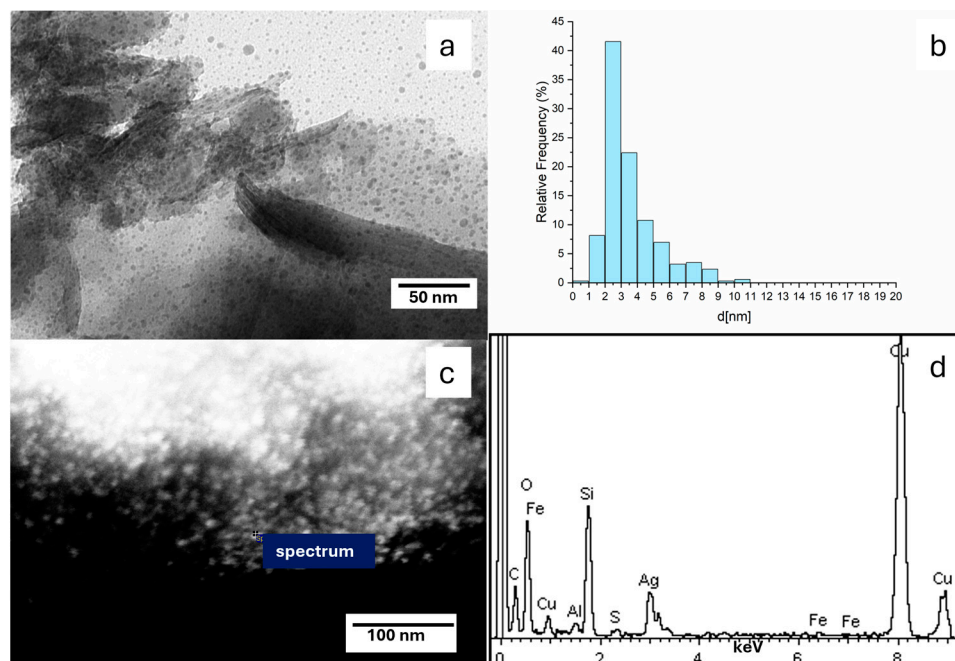 a
50 nm
b
45
40
35
30
25
20
15
10
5
0
Relative Frequency (%)
0 1 2 3 4 5 6 7 8 9 10 11 12 13 14 15 16 17 18 19 20
d[nm]
c
spectrum
100 nm
d
Cu
O
Fe
Si
C
Cu
Al
S
Ag
Fe
Fe
Cu
0 2 4 6 8
keV